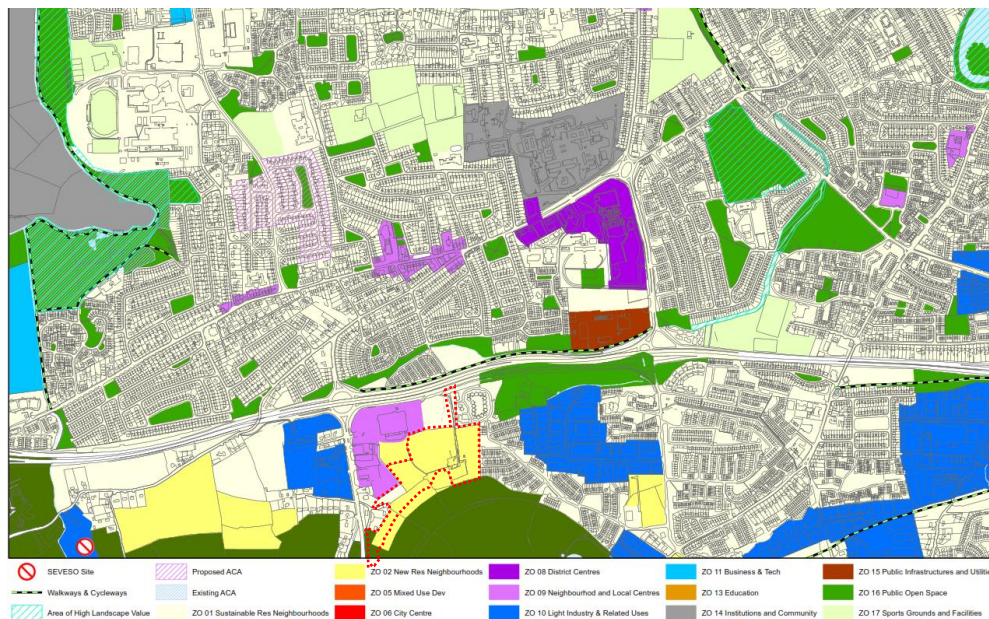 SEVESO Site
Proposed ACA
ZO 02 New Res Neighbourhoods
ZO 08 District Centres
ZO 11 Business & Tech
ZO 15 Public Infrastructures and Utilitie
Walkways & Cycleways
Existing ACA
ZO 05 Mixed Use Dev
ZO 09 Neighbourhod and Local Centres
ZO 13 Education
ZO 16 Public Open Space
Area of High Landscape Value
ZO 01 Sustainable Res Neighbourhoods
ZO 06 City Centre
ZO 10 Light Industry & Related Uses
ZO 14 Institutions and Community
ZO 17 Sports Grounds and Facilities